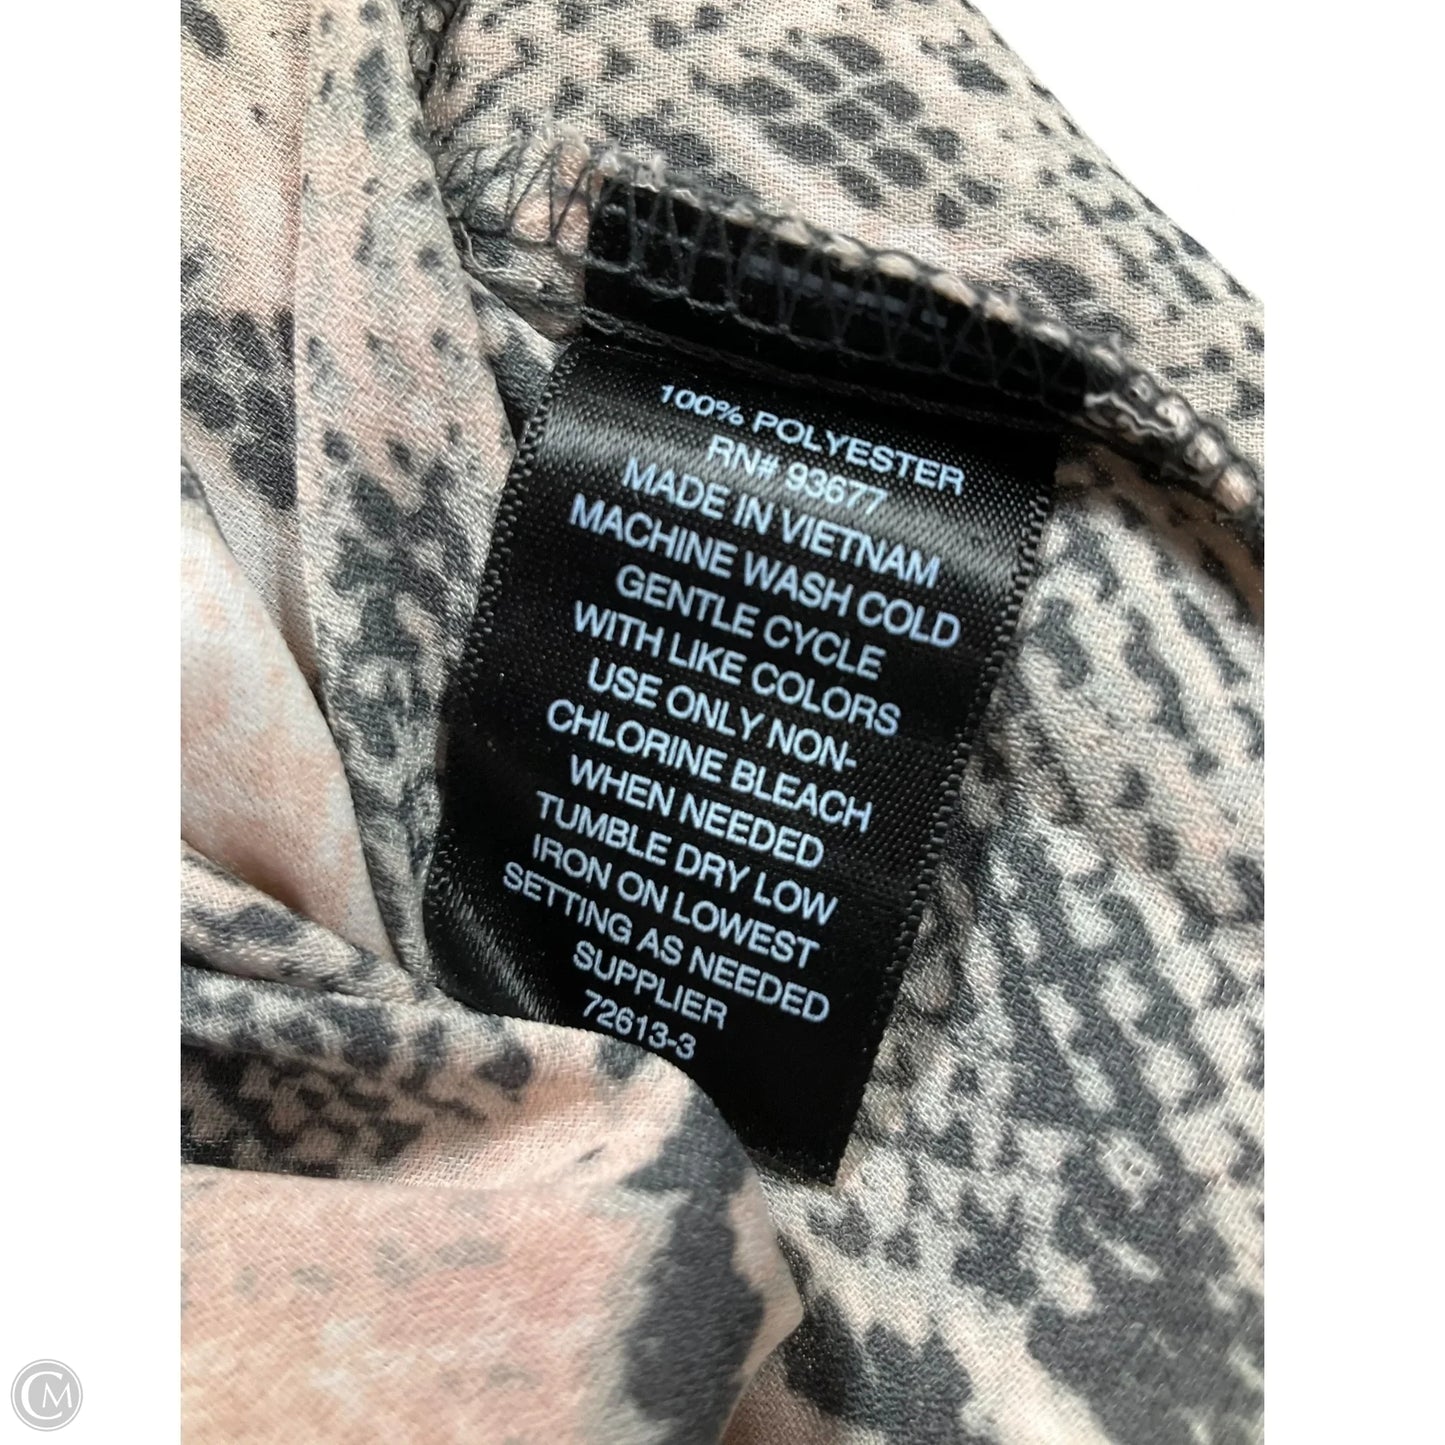 100% POLYESTER
RN# 93677
MADE IN VIETNAM
MACHINE WASH COLD
GENTLE CYCLE
WITH LIKE COLORS
USE ONLY NON-
CHLORINE BLEACH
WHEN NEEDED
TUMBLE DRY LOW
IRON ON LOWEST
SETTING AS NEEDED
SUPPLIER
72613-3
CM